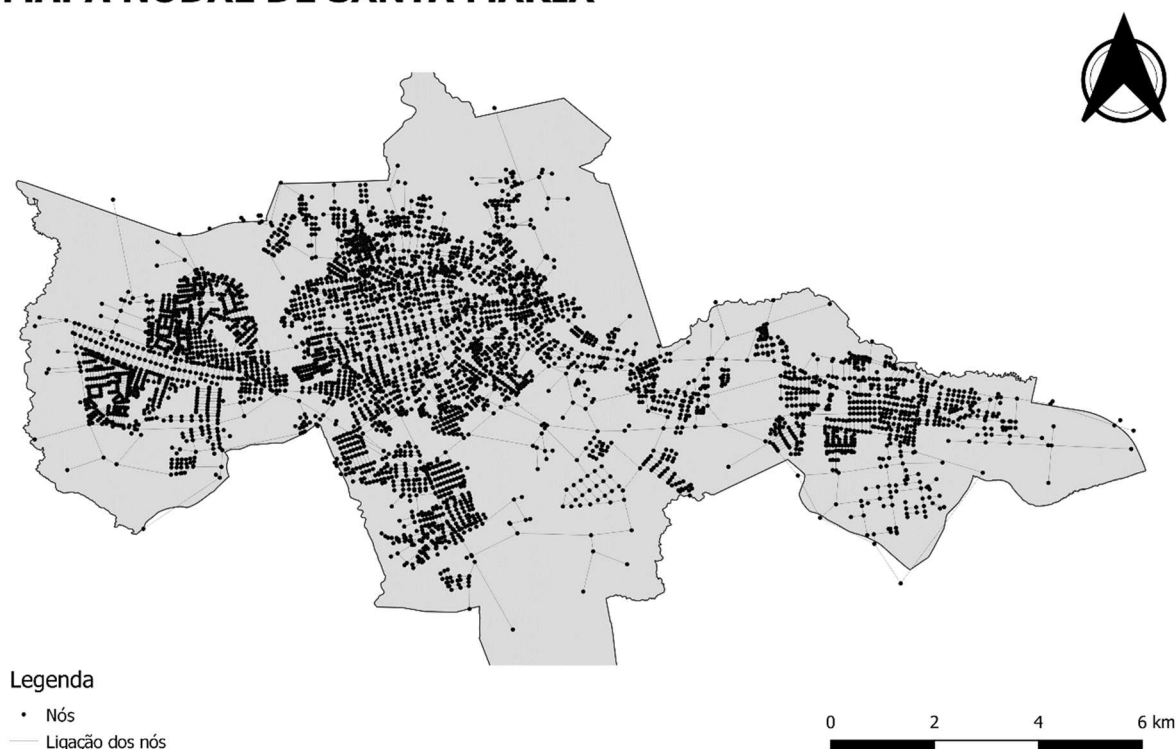 MAPA NODAL DE SANTA MARIA
Legenda
Nós
Ligação dos nós
0 2 4 6 km